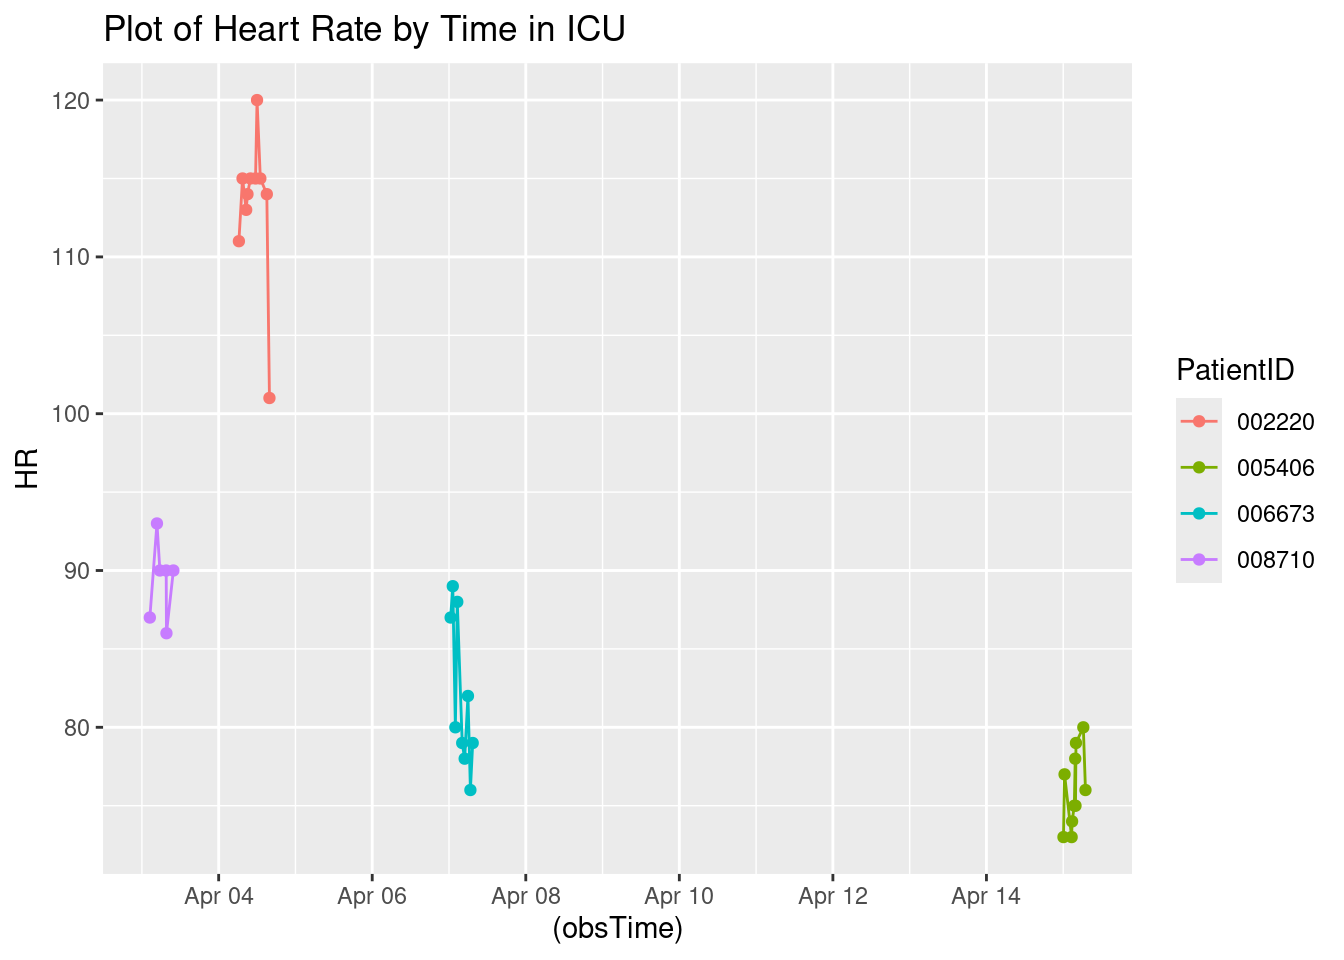 Plot of Heart Rate by Time in ICU
120
110
100
90
80
HR
Apr 04
Apr 06
Apr 08
Apr 10
Apr 12
Apr 14
(obsTime)
PatientID
002220
005406
006673
008710